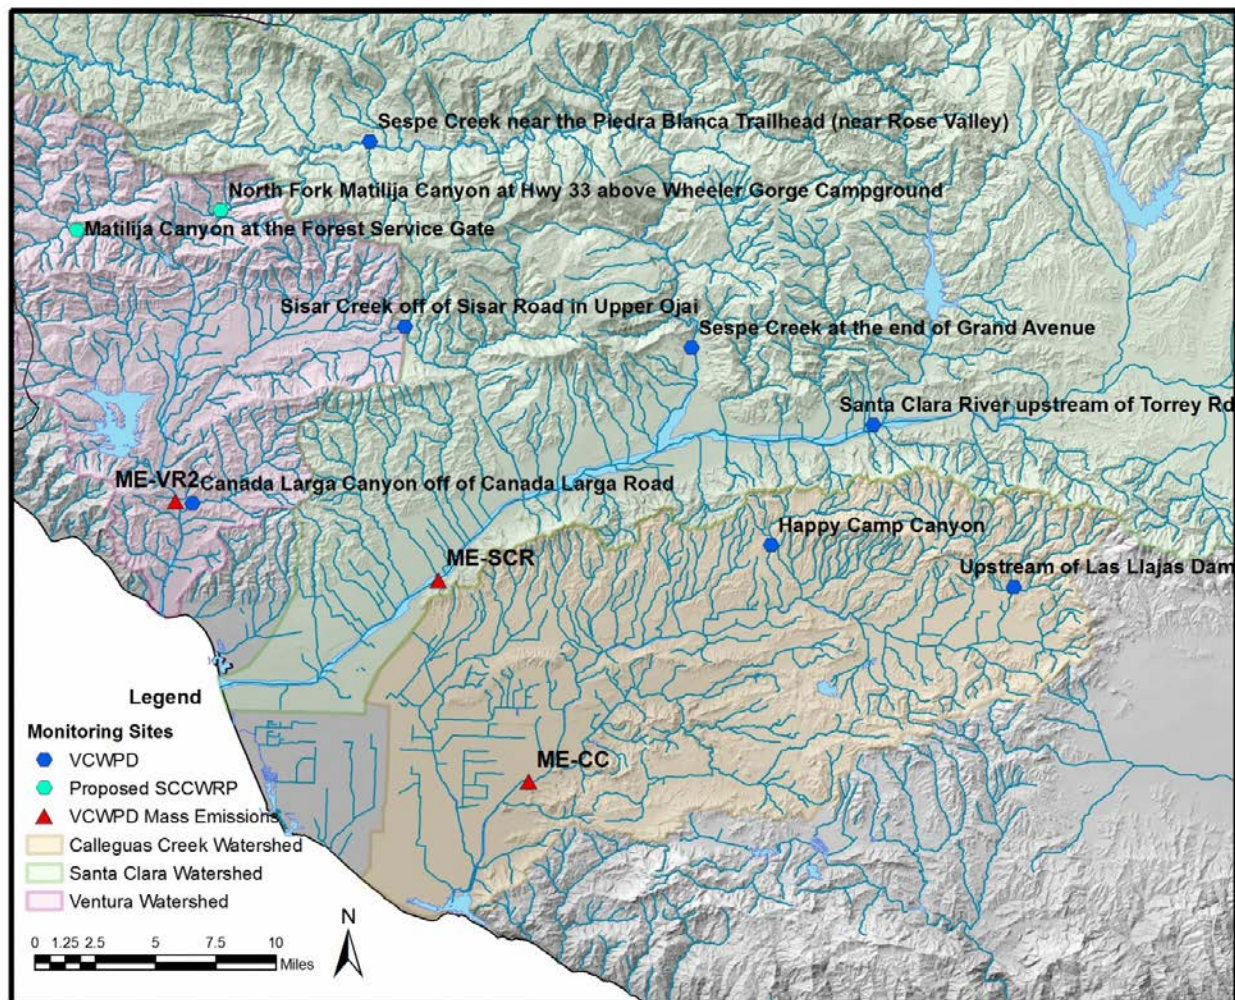 Sespe Creek near the Piedra Blanca Trailhead (near Rose Valley)
North Fork Matilija Canyon at Hwy 33 above Wheeler Gorge Campground
Matilija Canyon at the Forest Service Gate
Sisar Creek off of Sisar Road in Upper Ojai
Sespe Creek at the end of Grand Avenue
Santa Clara River upstream of Torrey Rd
ME-VR2
Canada Larga Canyon off of Canada Larga Road
Happy Camp Canyon
ME-SCR
Upstream of Las Llajas Dam
ME-CC
Legend
Monitoring Sites
VCWPD
Proposed SCCWRP
VCWPD Mass Emissions
Calleguas Creek Watershed
Santa Clara Watershed
Ventura Watershed
N
0 1.25 2.5 5 7.5 10
Miles